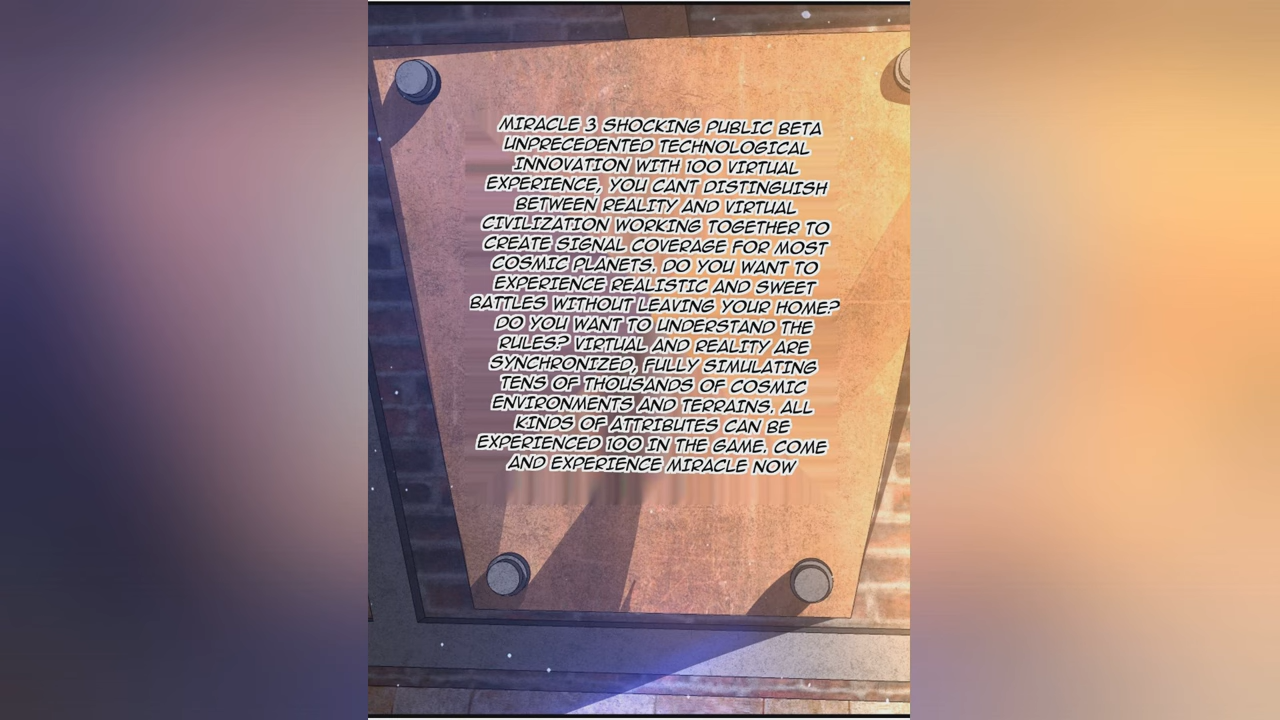 MIRACLE 3 SHOCKING PUBLIC BETA
UNPRECEDENTED TECHNOLOGICAL
INNOVATION WITH 100 VIRTUAL
EXPERIENCE, YOU CANT DISTINGUISH
BETWEEN REALITY AND VIRTUAL
CIVILIZATION WORKING TOGETHER TO
CREATE SIGNAL COVERAGE FOR MOST
COSMIC PLANETS. DO YOU WANT TO
EXPERIENCE REALISTIC AND SWEET
BATTLES WITHOUT LEAVING YOUR HOME?
DO YOU WANT TO UNDERSTAND THE
RULES? VIRTUAL AND REALITY ARE
SYNCHRONIZED, FULLY SIMULATING
TENS OF THOUSANDS OF COSMIC
ENVIRONMENTS AND TERRAINS. ALL
KINDS OF ATTRIBUTES CAN BE
EXPERIENCED 100 IN THE GAME. COME
AND EXPERIENCE MIRACLE NOW